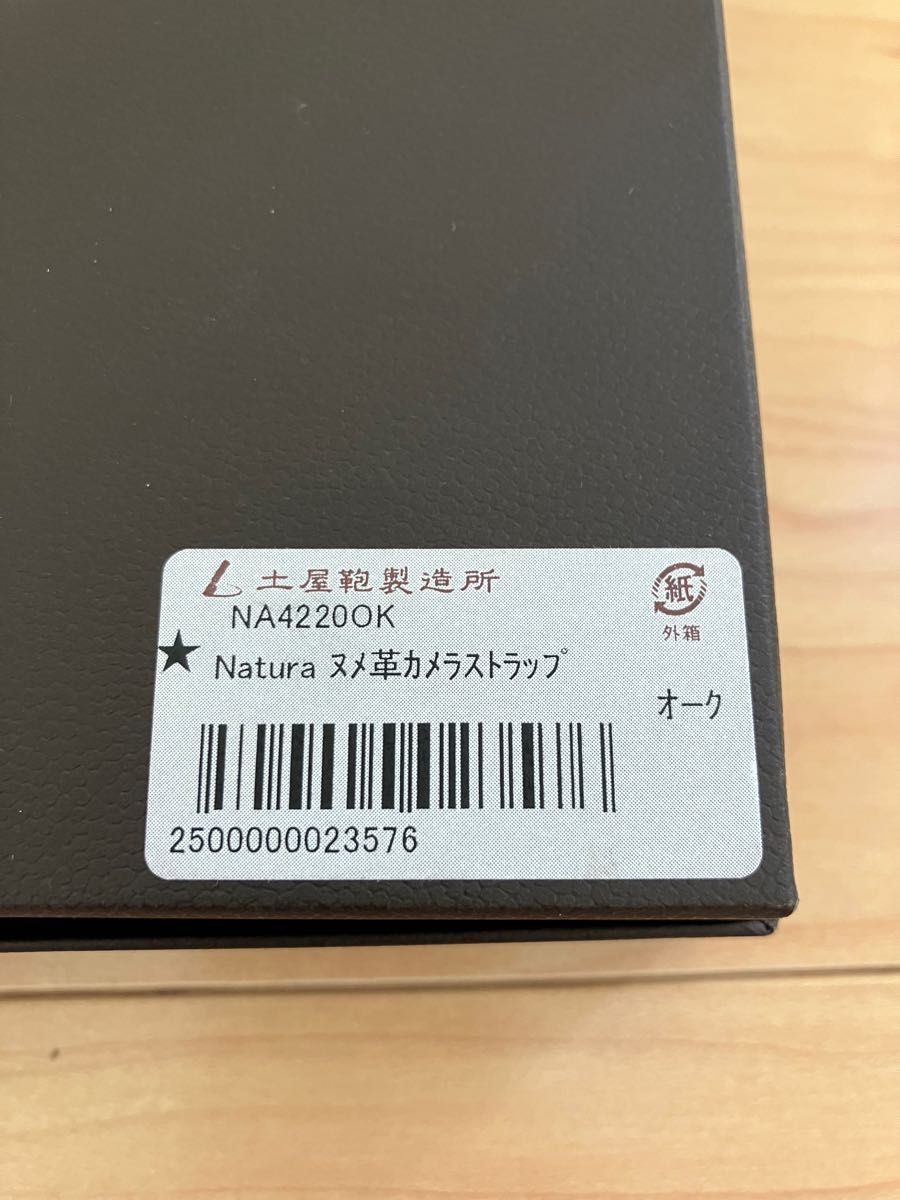 土屋鞄製造所
紙
外箱
NA4220OK
★
Natura ﾇﾒ革ｶﾒﾗｽﾄﾗｯﾌﾟ
ｵｰｸ
2500000023576